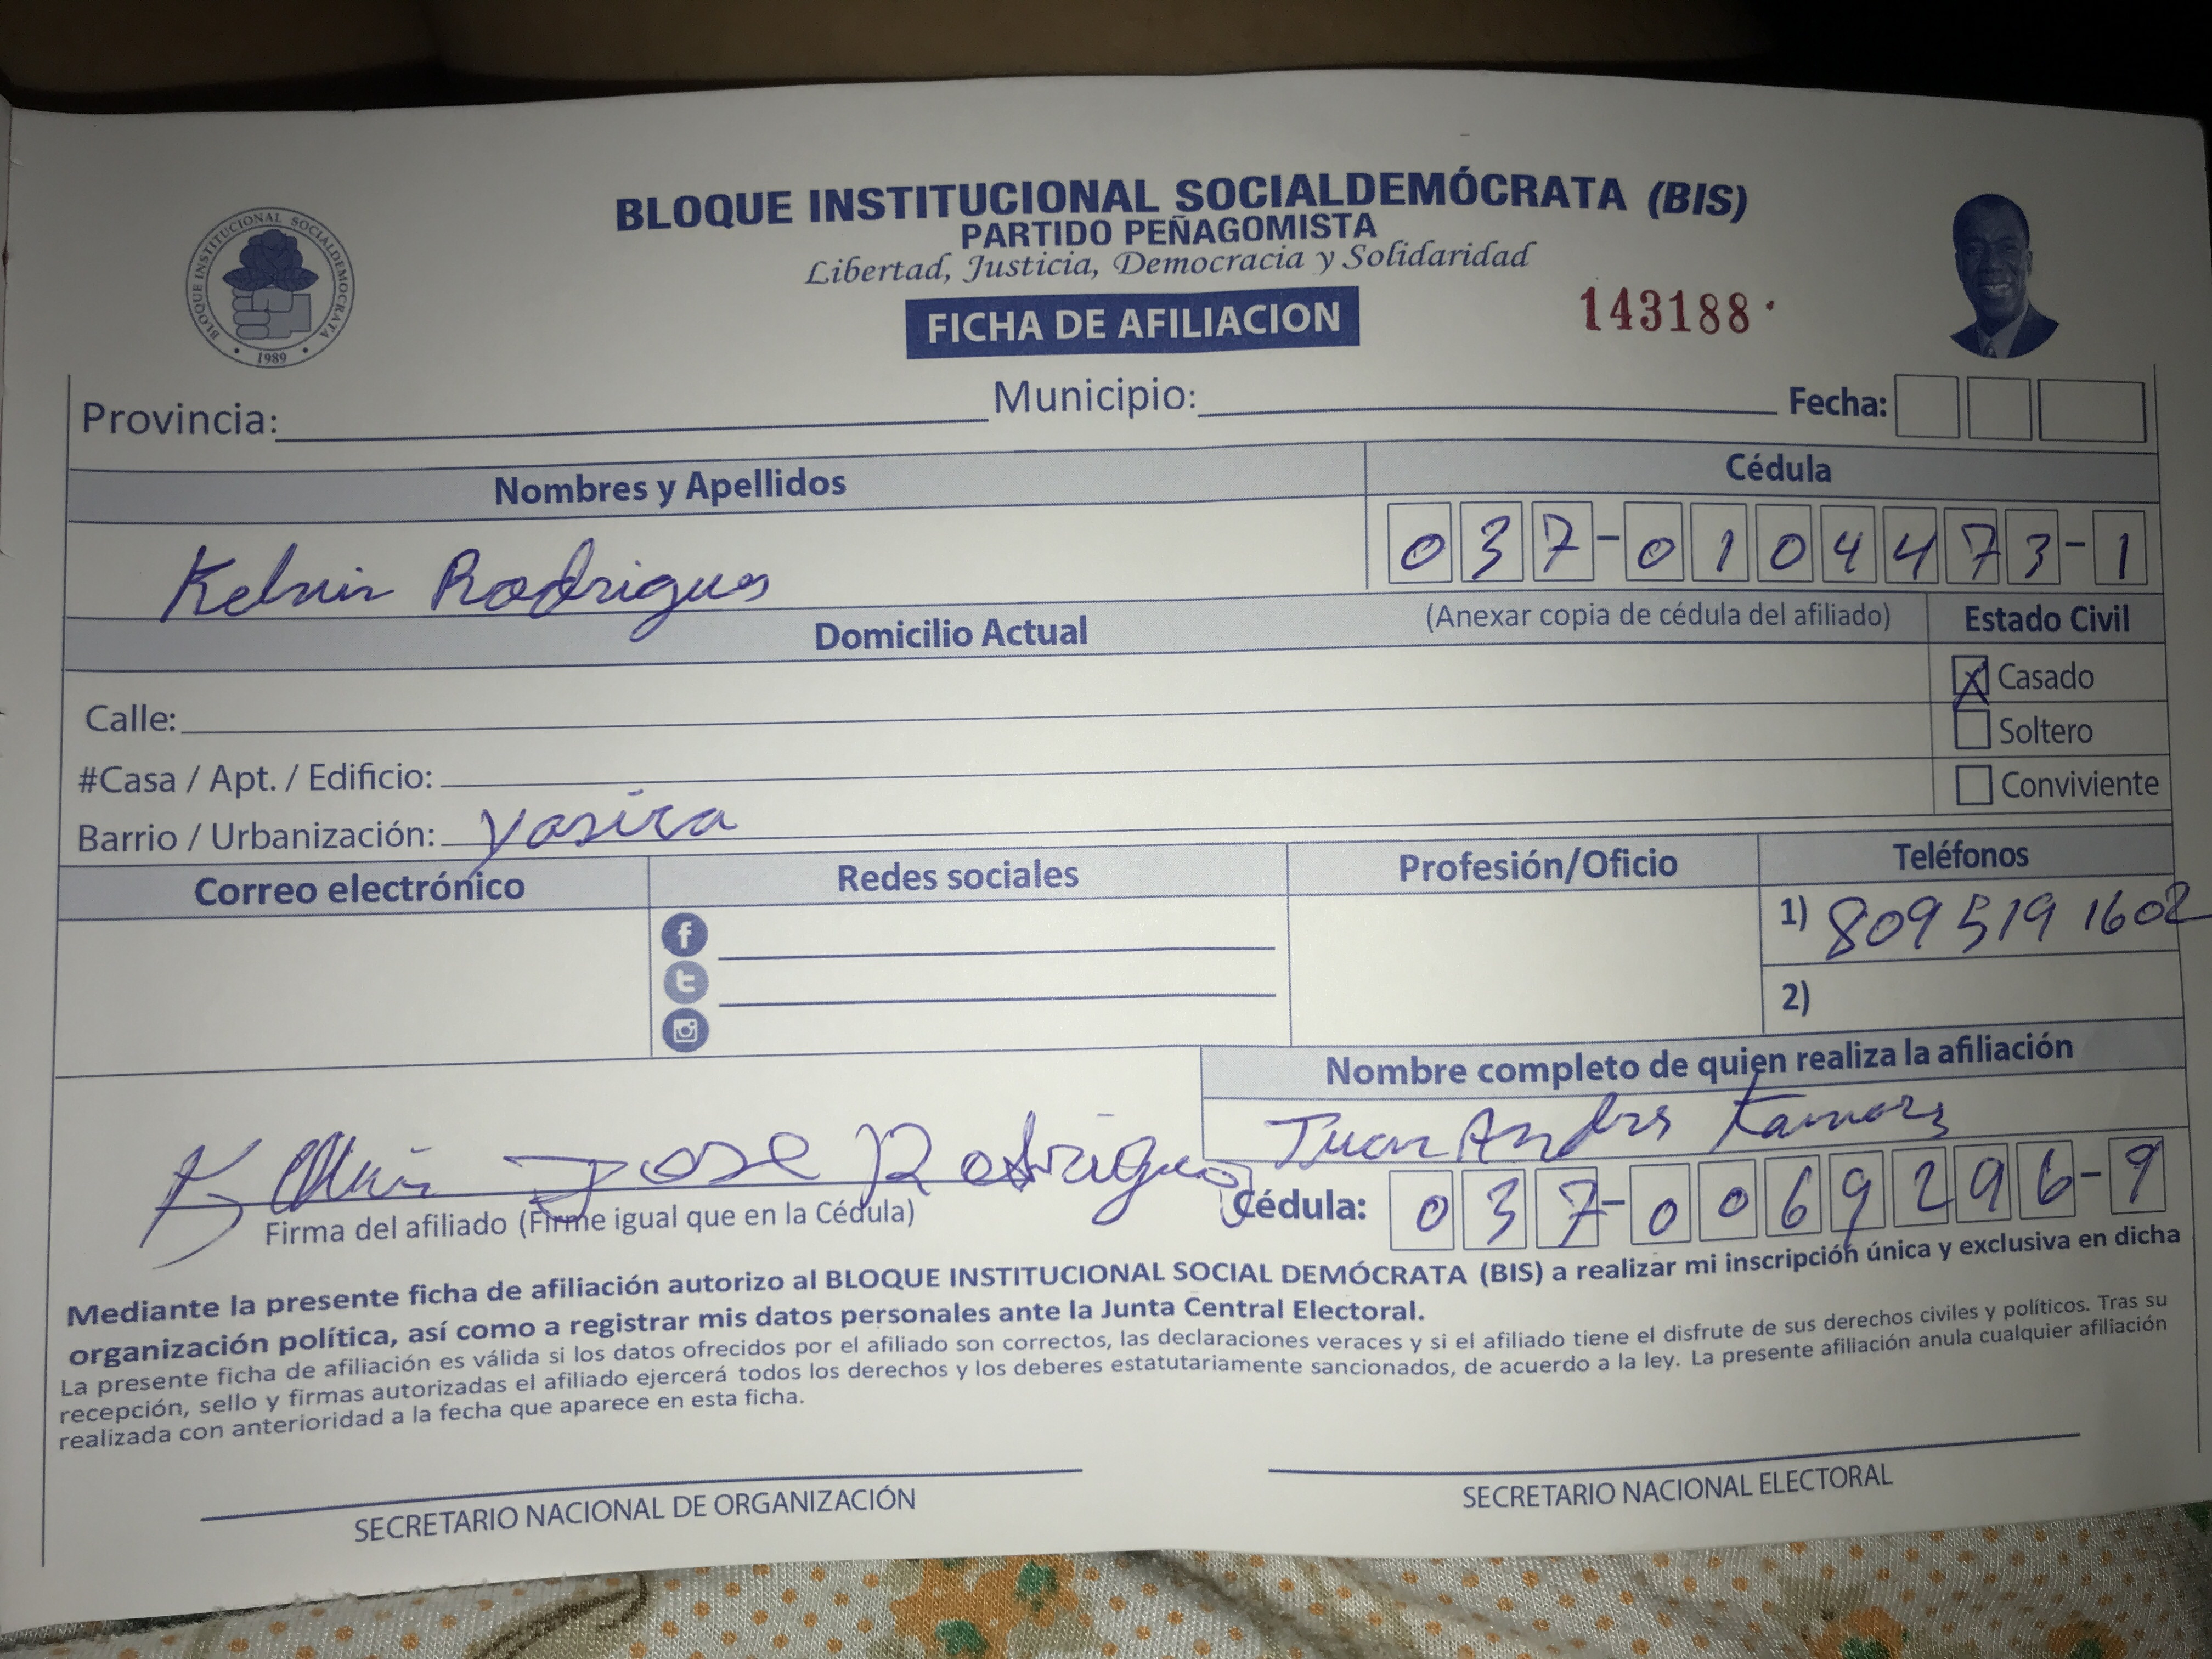 BLOQUE INSTITUCIONAL SOCIALDEMÓCRATA (BIS)
PARTIDO PEÑAGOMISTA
Libertad, Justicia, Democracia y Solidaridad
BLOQUE INSTITUCIONAL SOCIALDEMOCRATA
1989
FICHA DE AFILIACION
143188
Provincia: Municipio: Fecha:
Nombres y Apellidos Cédula
Kelvin Rodrigues 037-0104473-1
Domicilio Actual (Anexar copia de cédula del afiliado) Estado Civil
Calle: X Casado
Soltero
#Casa / Apt. / Edificio: Conviviente
Barrio / Urbanización: Yasica
Correo electrónico Redes sociales Profesión/Oficio Teléfonos
1) 809 519 1602
2)
Nombre completo de quien realiza la afiliación
Juan Andrs
Kelvin Jose Rodrigues
Firma del afiliado (Firme igual que en la Cédula) Cédula: 037-0069296-9
Mediante la presente ficha de afiliación autorizo al BLOQUE INSTITUCIONAL SOCIAL DEMÓCRATA (BIS) a realizar mi inscripción única y exclusiva en dicha
organización política, así como a registrar mis datos personales ante la Junta Central Electoral.
La presente ficha de afiliación es válida si los datos ofrecidos por el afiliado son correctos, las declaraciones veraces y si el afiliado tiene el disfrute de sus derechos civiles y políticos. Tras su
recepción, sello y firmas autorizadas el afiliado ejercerá todos los derechos y los deberes estatutariamente sancionados, de acuerdo a la ley. La presente afiliación anula cualquier afiliación
realizada con anterioridad a la fecha que aparece en esta ficha.
SECRETARIO NACIONAL DE ORGANIZACIÓN SECRETARIO NACIONAL ELECTORAL